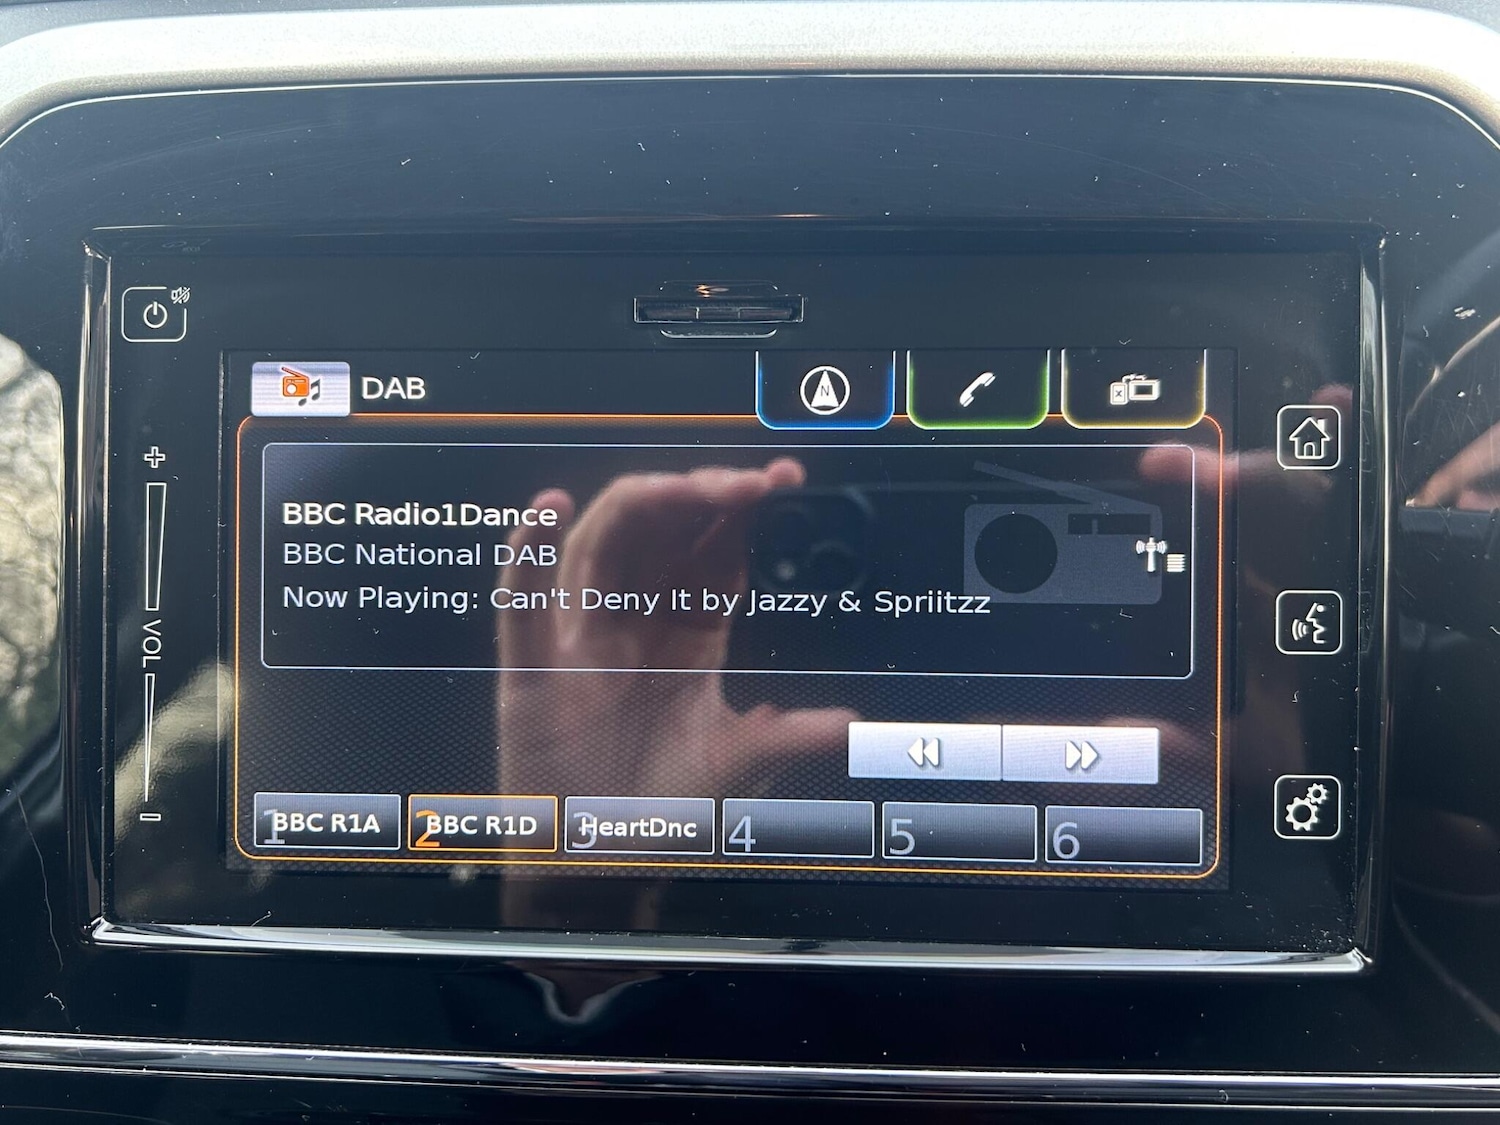 DAB
N
BBC Radio1Dance
BBC National DAB
Now Playing: Can't Deny It by Jazzy & Spriitzz
VOL
1 BBC R1A
2 BBC R1D
3 HeartDnc
4
5
6